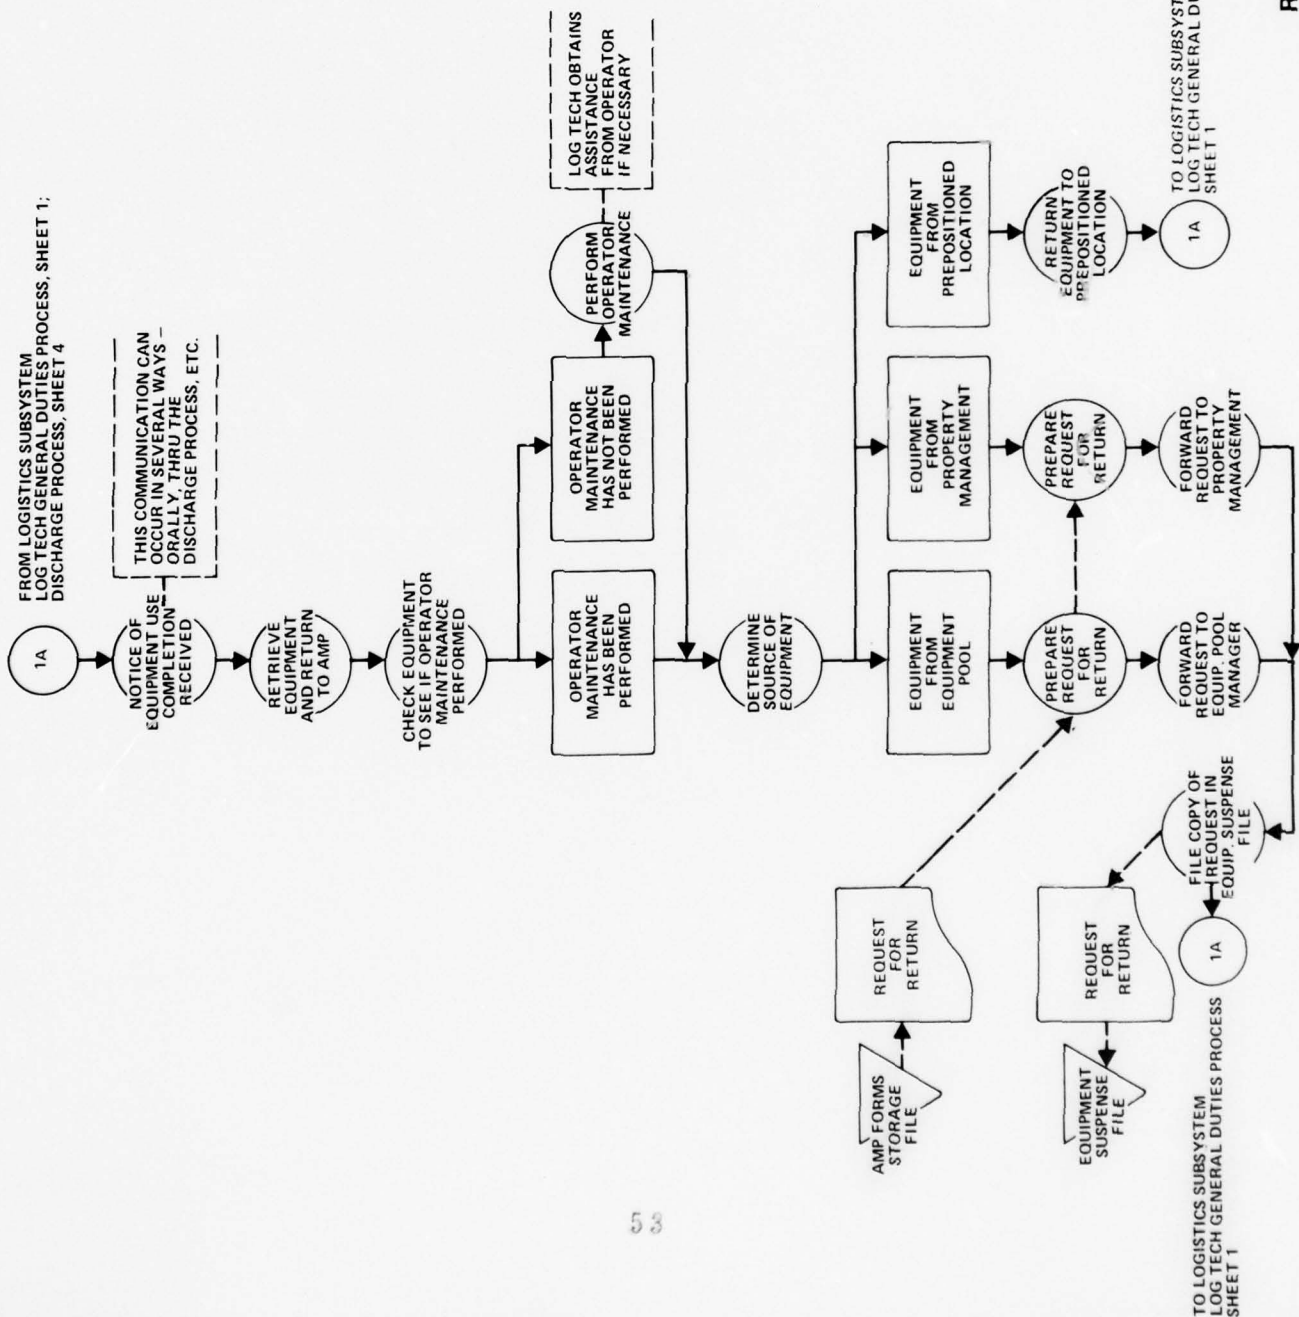 FROM LOGISTICS SUBSYSTEM
LOG TECH GENERAL DUTIES PROCESS, SHEET 1;
DISCHARGE PROCESS, SHEET 4
1A
NOTICE OF
EQUIPMENT USE
COMPLETION
RECEIVED
THIS COMMUNICATION CAN
OCCUR IN SEVERAL WAYS –
ORALLY, THRU THE
DISCHARGE PROCESS, ETC.
RETRIEVE
EQUIPMENT
AND RETURN
TO AMP
CHECK EQUIPMENT
TO SEE IF OPERATOR
MAINTENANCE
PERFORMED
OPERATOR
MAINTENANCE
HAS BEEN
PERFORMED
OPERATOR
MAINTENANCE
HAS NOT BEEN
PERFORMED
PERFORM
OPERATOR
MAINTENANCE
LOG TECH OBTAINS
ASSISTANCE
FROM OPERATOR
IF NECESSARY
DETERMINE
SOURCE OF
EQUIPMENT
EQUIPMENT
FROM
EQUIPMENT
POOL
EQUIPMENT
FROM
PROPERTY
MANAGEMENT
EQUIPMENT
FROM
PREPOSITIONED
LOCATION
AMP FORMS
STORAGE
FILE
REQUEST
FOR
RETURN
PREPARE
REQUEST
FOR
RETURN
PREPARE
REQUEST
FOR
RETURN
RETURN
EQUIPMENT TO
PREPOSITIONED
LOCATION
EQUIPMENT
SUSPENSE
FILE
REQUEST
FOR
RETURN
FILE COPY OF
REQUEST IN
EQUIP. SUSPENSE
FILE
FORWARD
REQUEST TO
EQUIP. POOL
MANAGER
FORWARD
REQUEST TO
PROPERTY
MANAGEMENT
1A
TO LOGISTICS SUBSYST
LOG TECH GENERAL DU
SHEET 1
1A
TO LOGISTICS SUBSYSTEM
LOG TECH GENERAL DUTIES PROCESS
SHEET 1
R
53